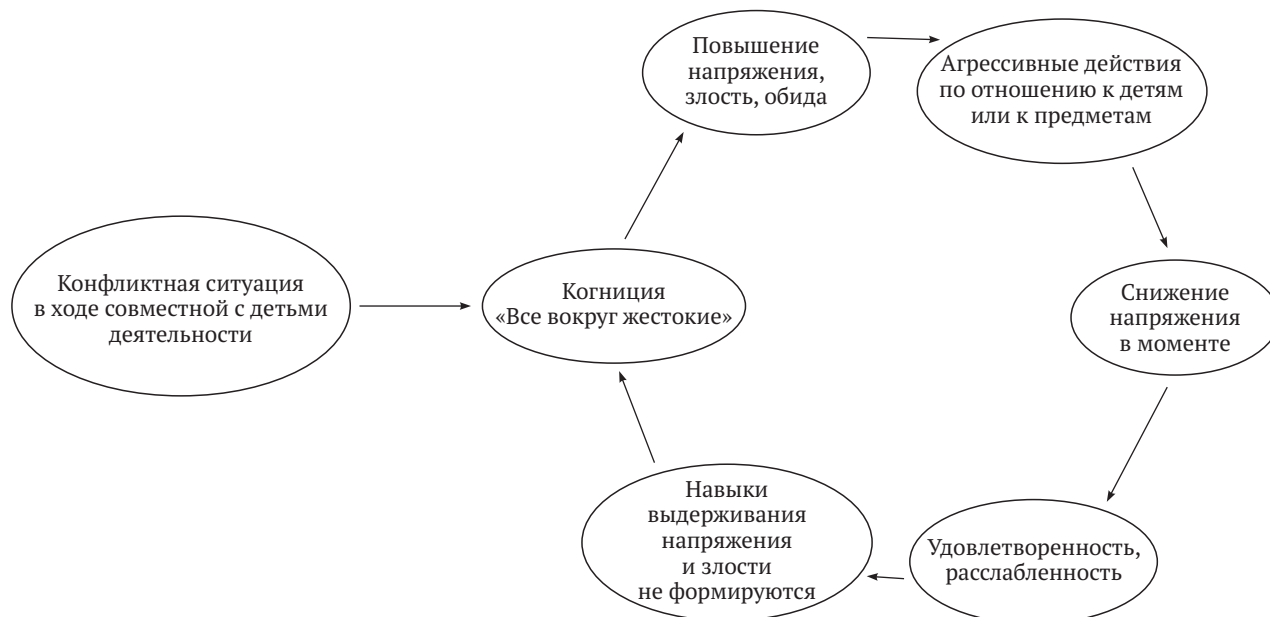 Повышение
напряжения,
злость, обида
Агрессивные действия
по отношению к детям
или к предметам
Конфликтная ситуация
в ходе совместной с детьми
деятельности
Когниция
«Все вокруг жестокие»
Снижение
напряжения
в моменте
Навыки
выдерживания
напряжения
и злости
не формируются
Удовлетворенность,
расслабленность